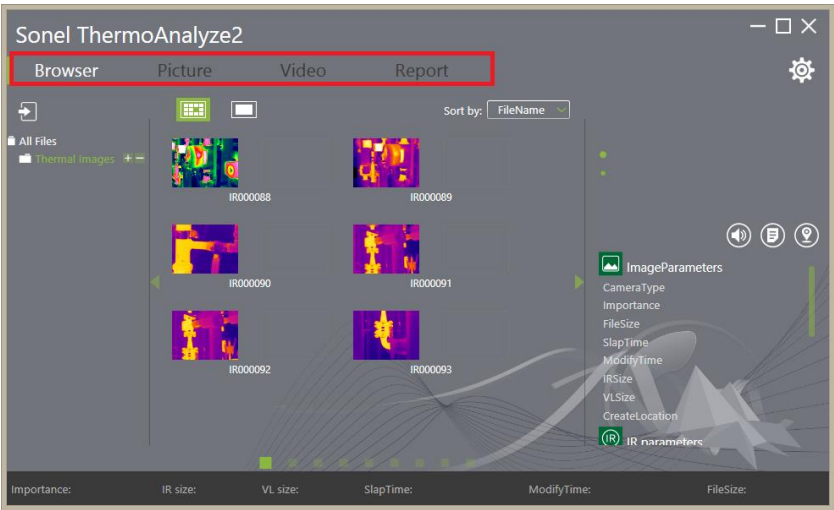 Sonel ThermoAnalyze2
Browser Picture Video Report
Sort by: FileName
All Files
Thermal Images
IR000088 IR000089
IR000090 IR000091
IR000092 IR000093
ImageParameters
CameraType
Importance
FileSize
SlapTime
ModifyTime
IRSize
VLSize
CreateLocation
IR IR parameters
Importance: IR size: VL size: SlapTime: ModifyTime: FileSize: